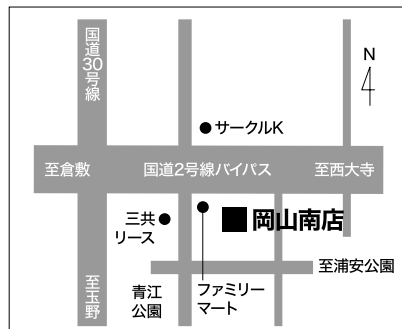 国道30号線
N
サークルK
至倉敷
国道2号線バイパス
至西大寺
三共
リース
岡山南店
至浦安公園
至玉野
青江
公園
ファミリー
マート